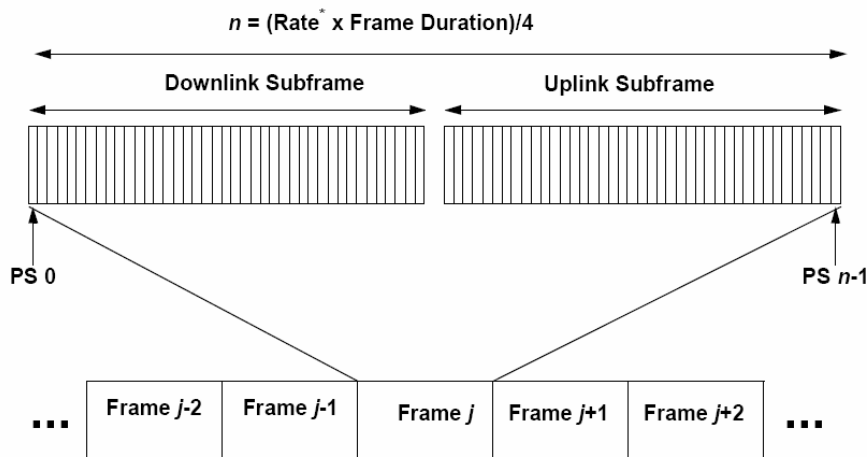 n = (Rate* x Frame Duration)/4
Downlink Subframe Uplink Subframe
PS 0 PS n-1
... Frame j-2 Frame j-1 Frame j Frame j+1 Frame j+2 ...